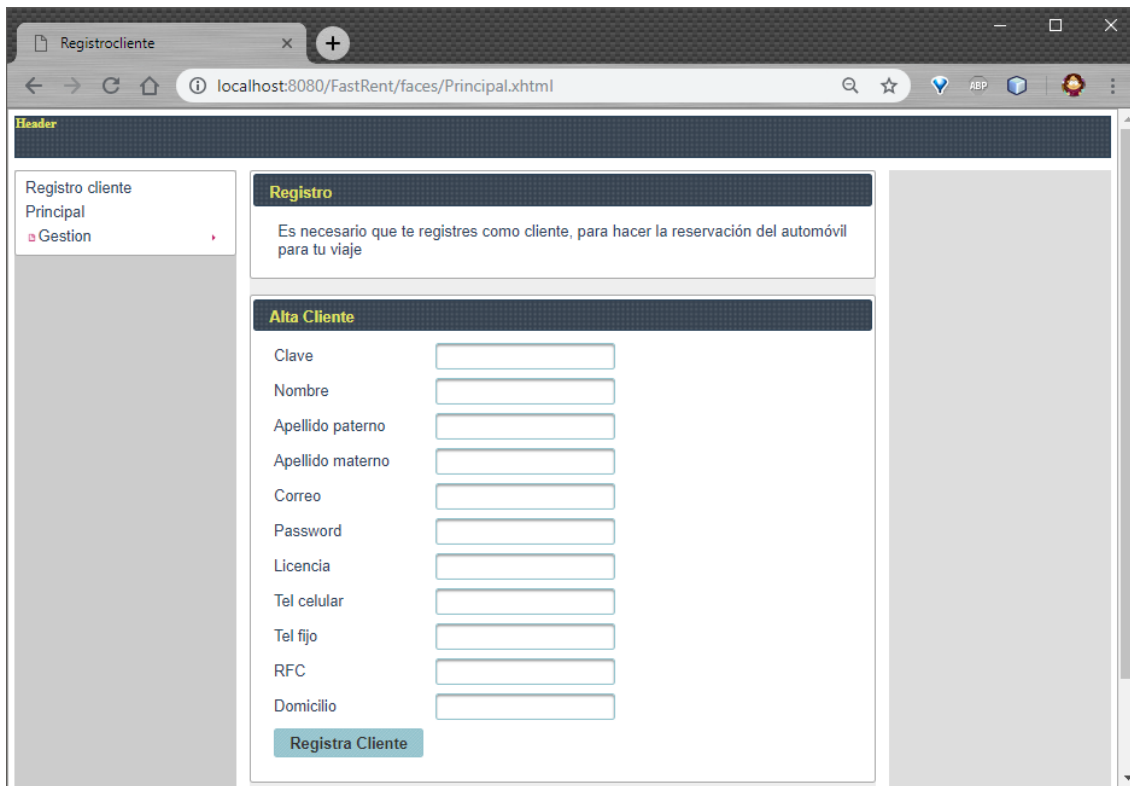 Registrocliente
localhost:8080/FastRent/faces/Principal.xhtml
ABP
Header
Registro cliente
Principal
Gestion
Registro
Es necesario que te registres como cliente, para hacer la reservación del automóvil
para tu viaje
Alta Cliente
Clave
Nombre
Apellido paterno
Apellido materno
Correo
Password
Licencia
Tel celular
Tel fijo
RFC
Domicilio
Registra Cliente